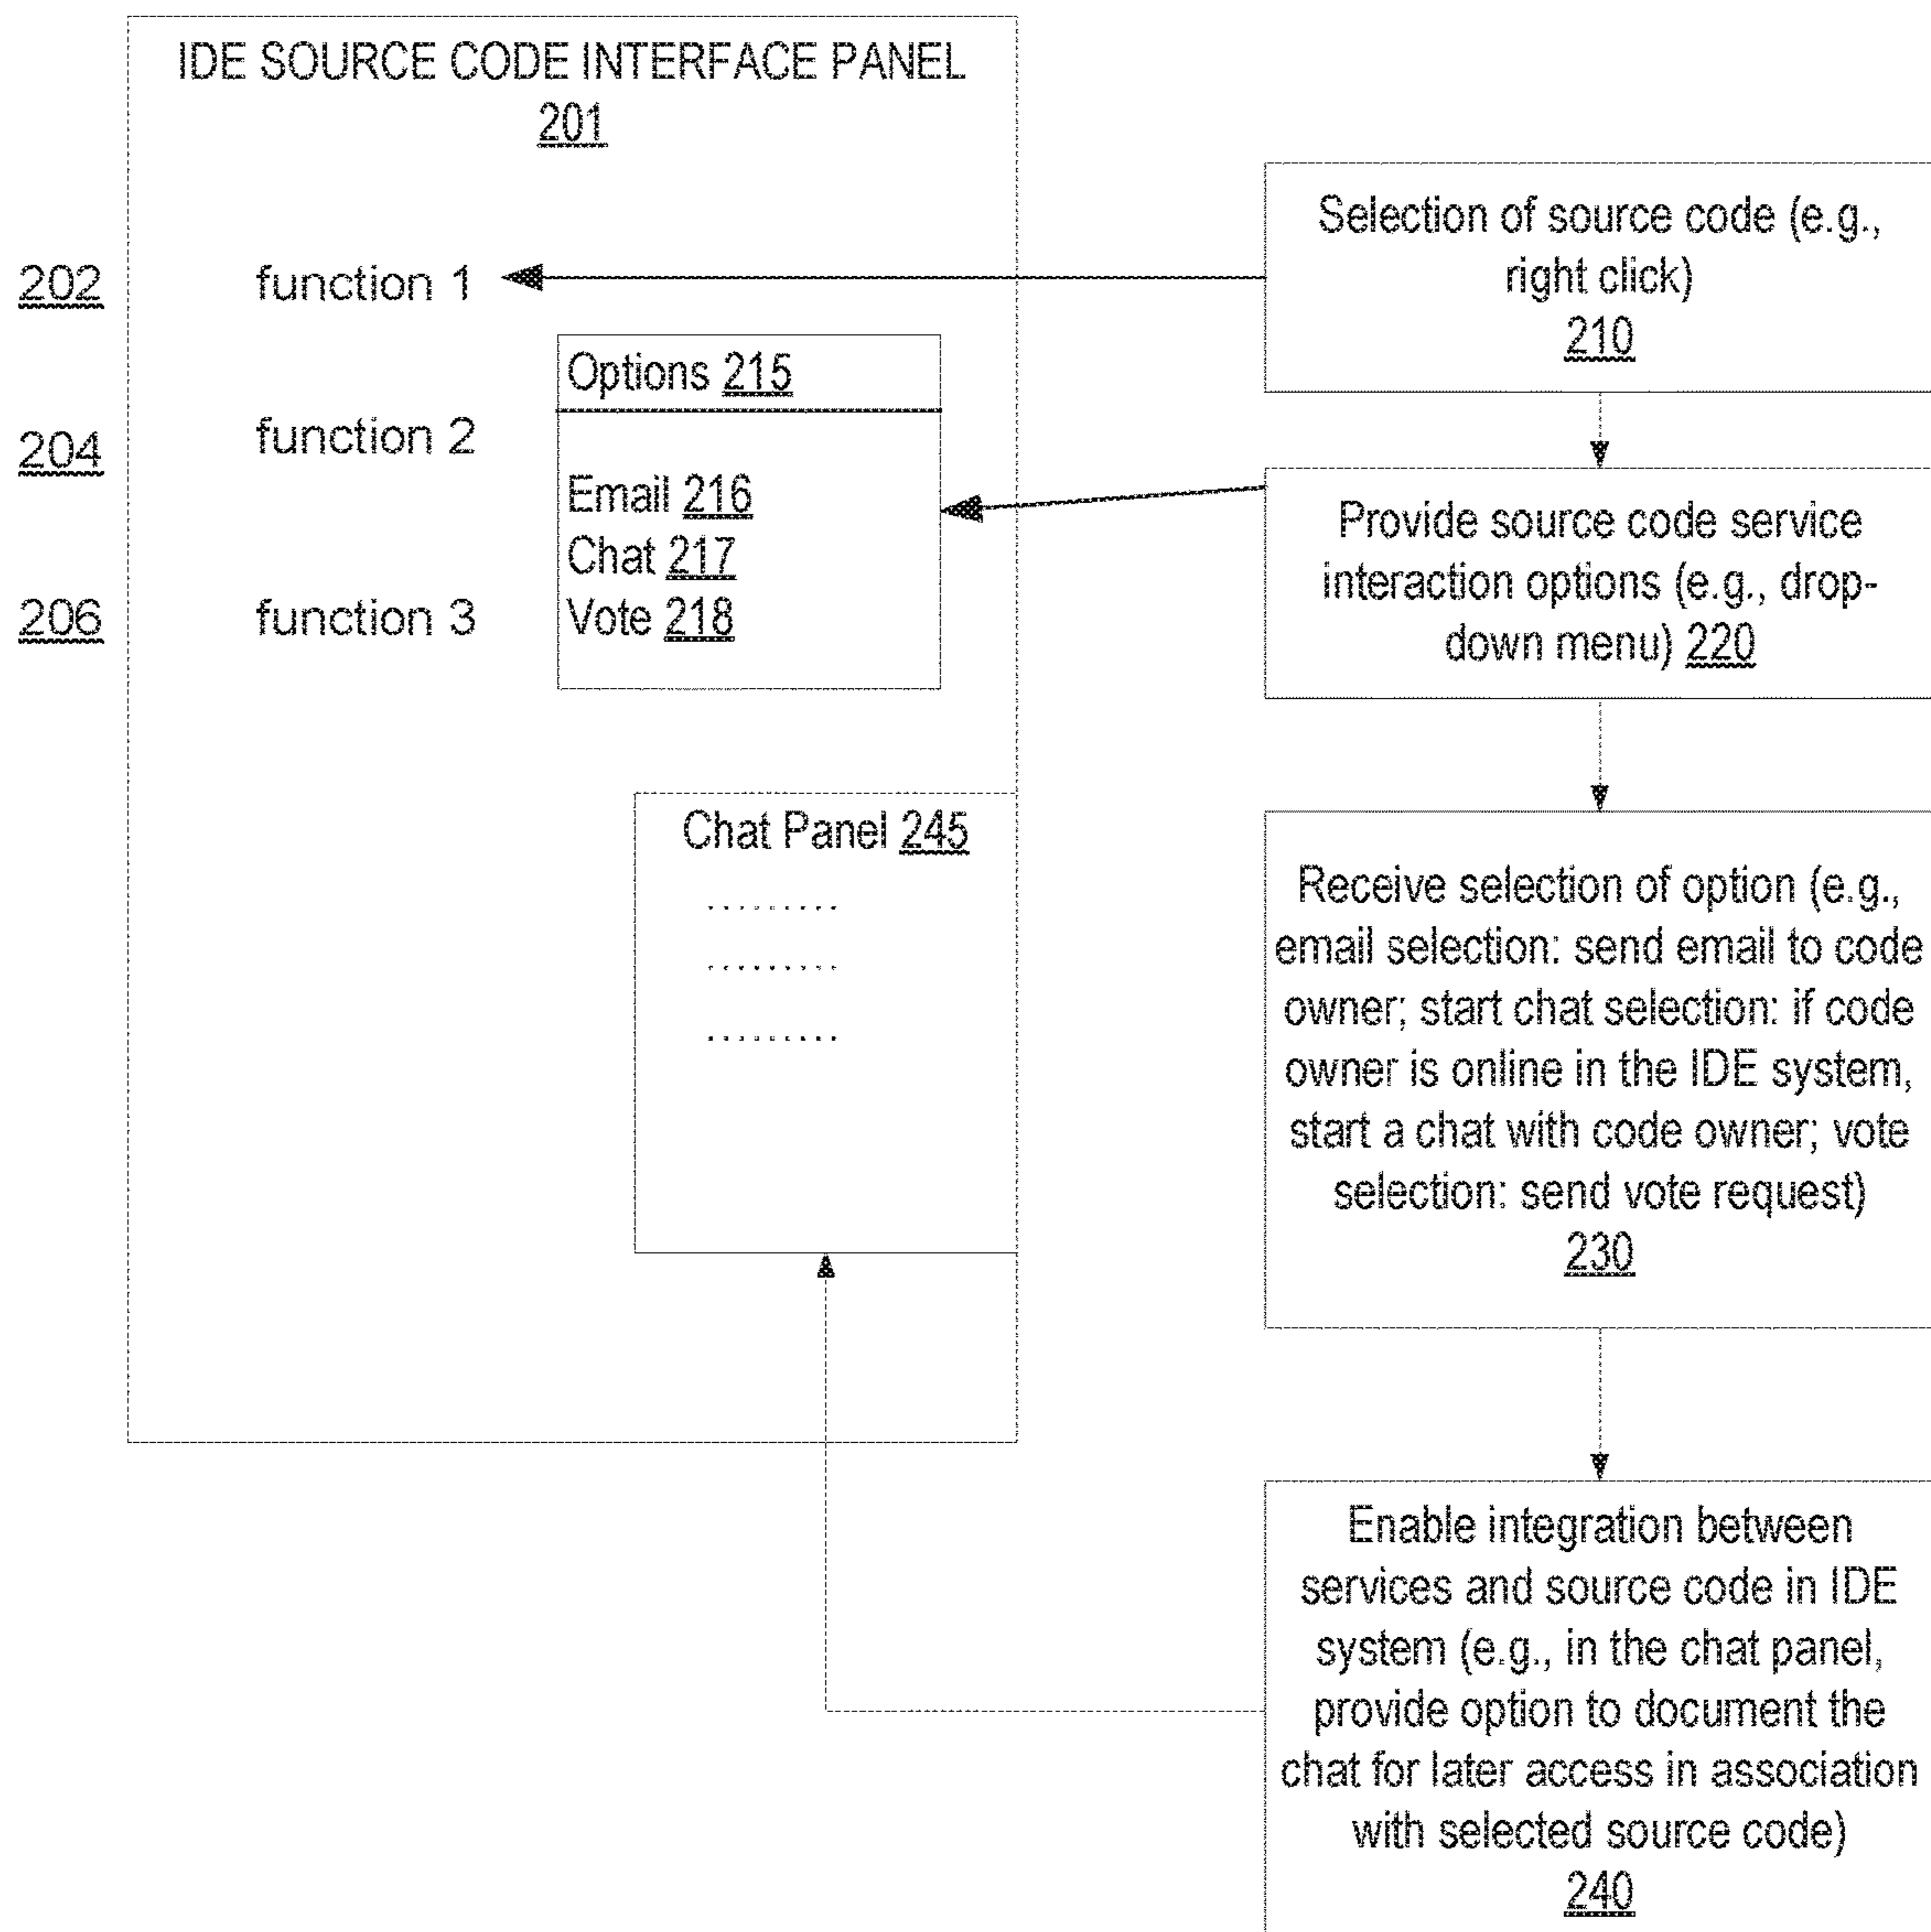 IDE SOURCE CODE INTERFACE PANEL
201
202
function 1
204
function 2
206
function 3
Options 215
Email 216
Chat 217
Vote 218
Chat Panel 245
........
........
........
Selection of source code (e.g.,
right click)
210
Provide source code service
interaction options (e.g., drop-
down menu) 220
Receive selection of option (e.g.,
email selection: send email to code
owner; start chat selection: if code
owner is online in the IDE system,
start a chat with code owner; vote
selection: send vote request)
230
Enable integration between
services and source code in IDE
system (e.g., in the chat panel,
provide option to document the
chat for later access in association
with selected source code)
240